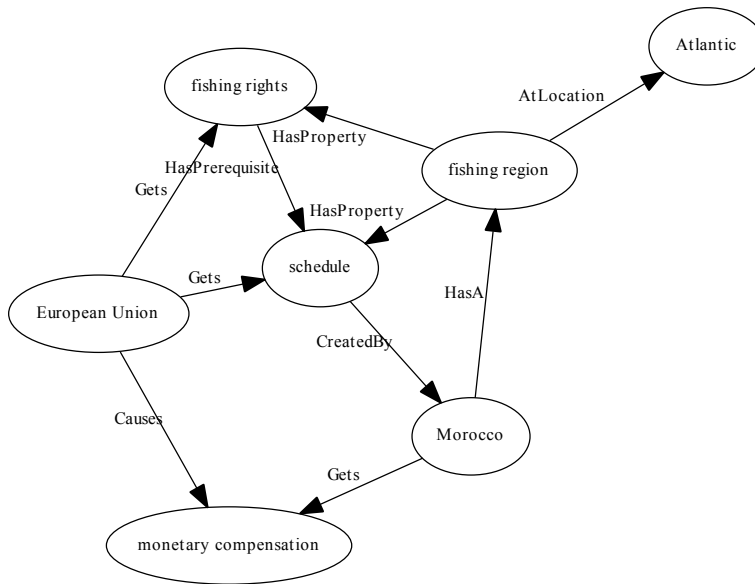 Atlantic
fishing rights
AtLocation
HasProperty
fishing region
HasPrerequisite
Gets
HasProperty
schedule
Gets
HasA
European Union
CreatedBy
Causes
Morocco
Gets
monetary compensation